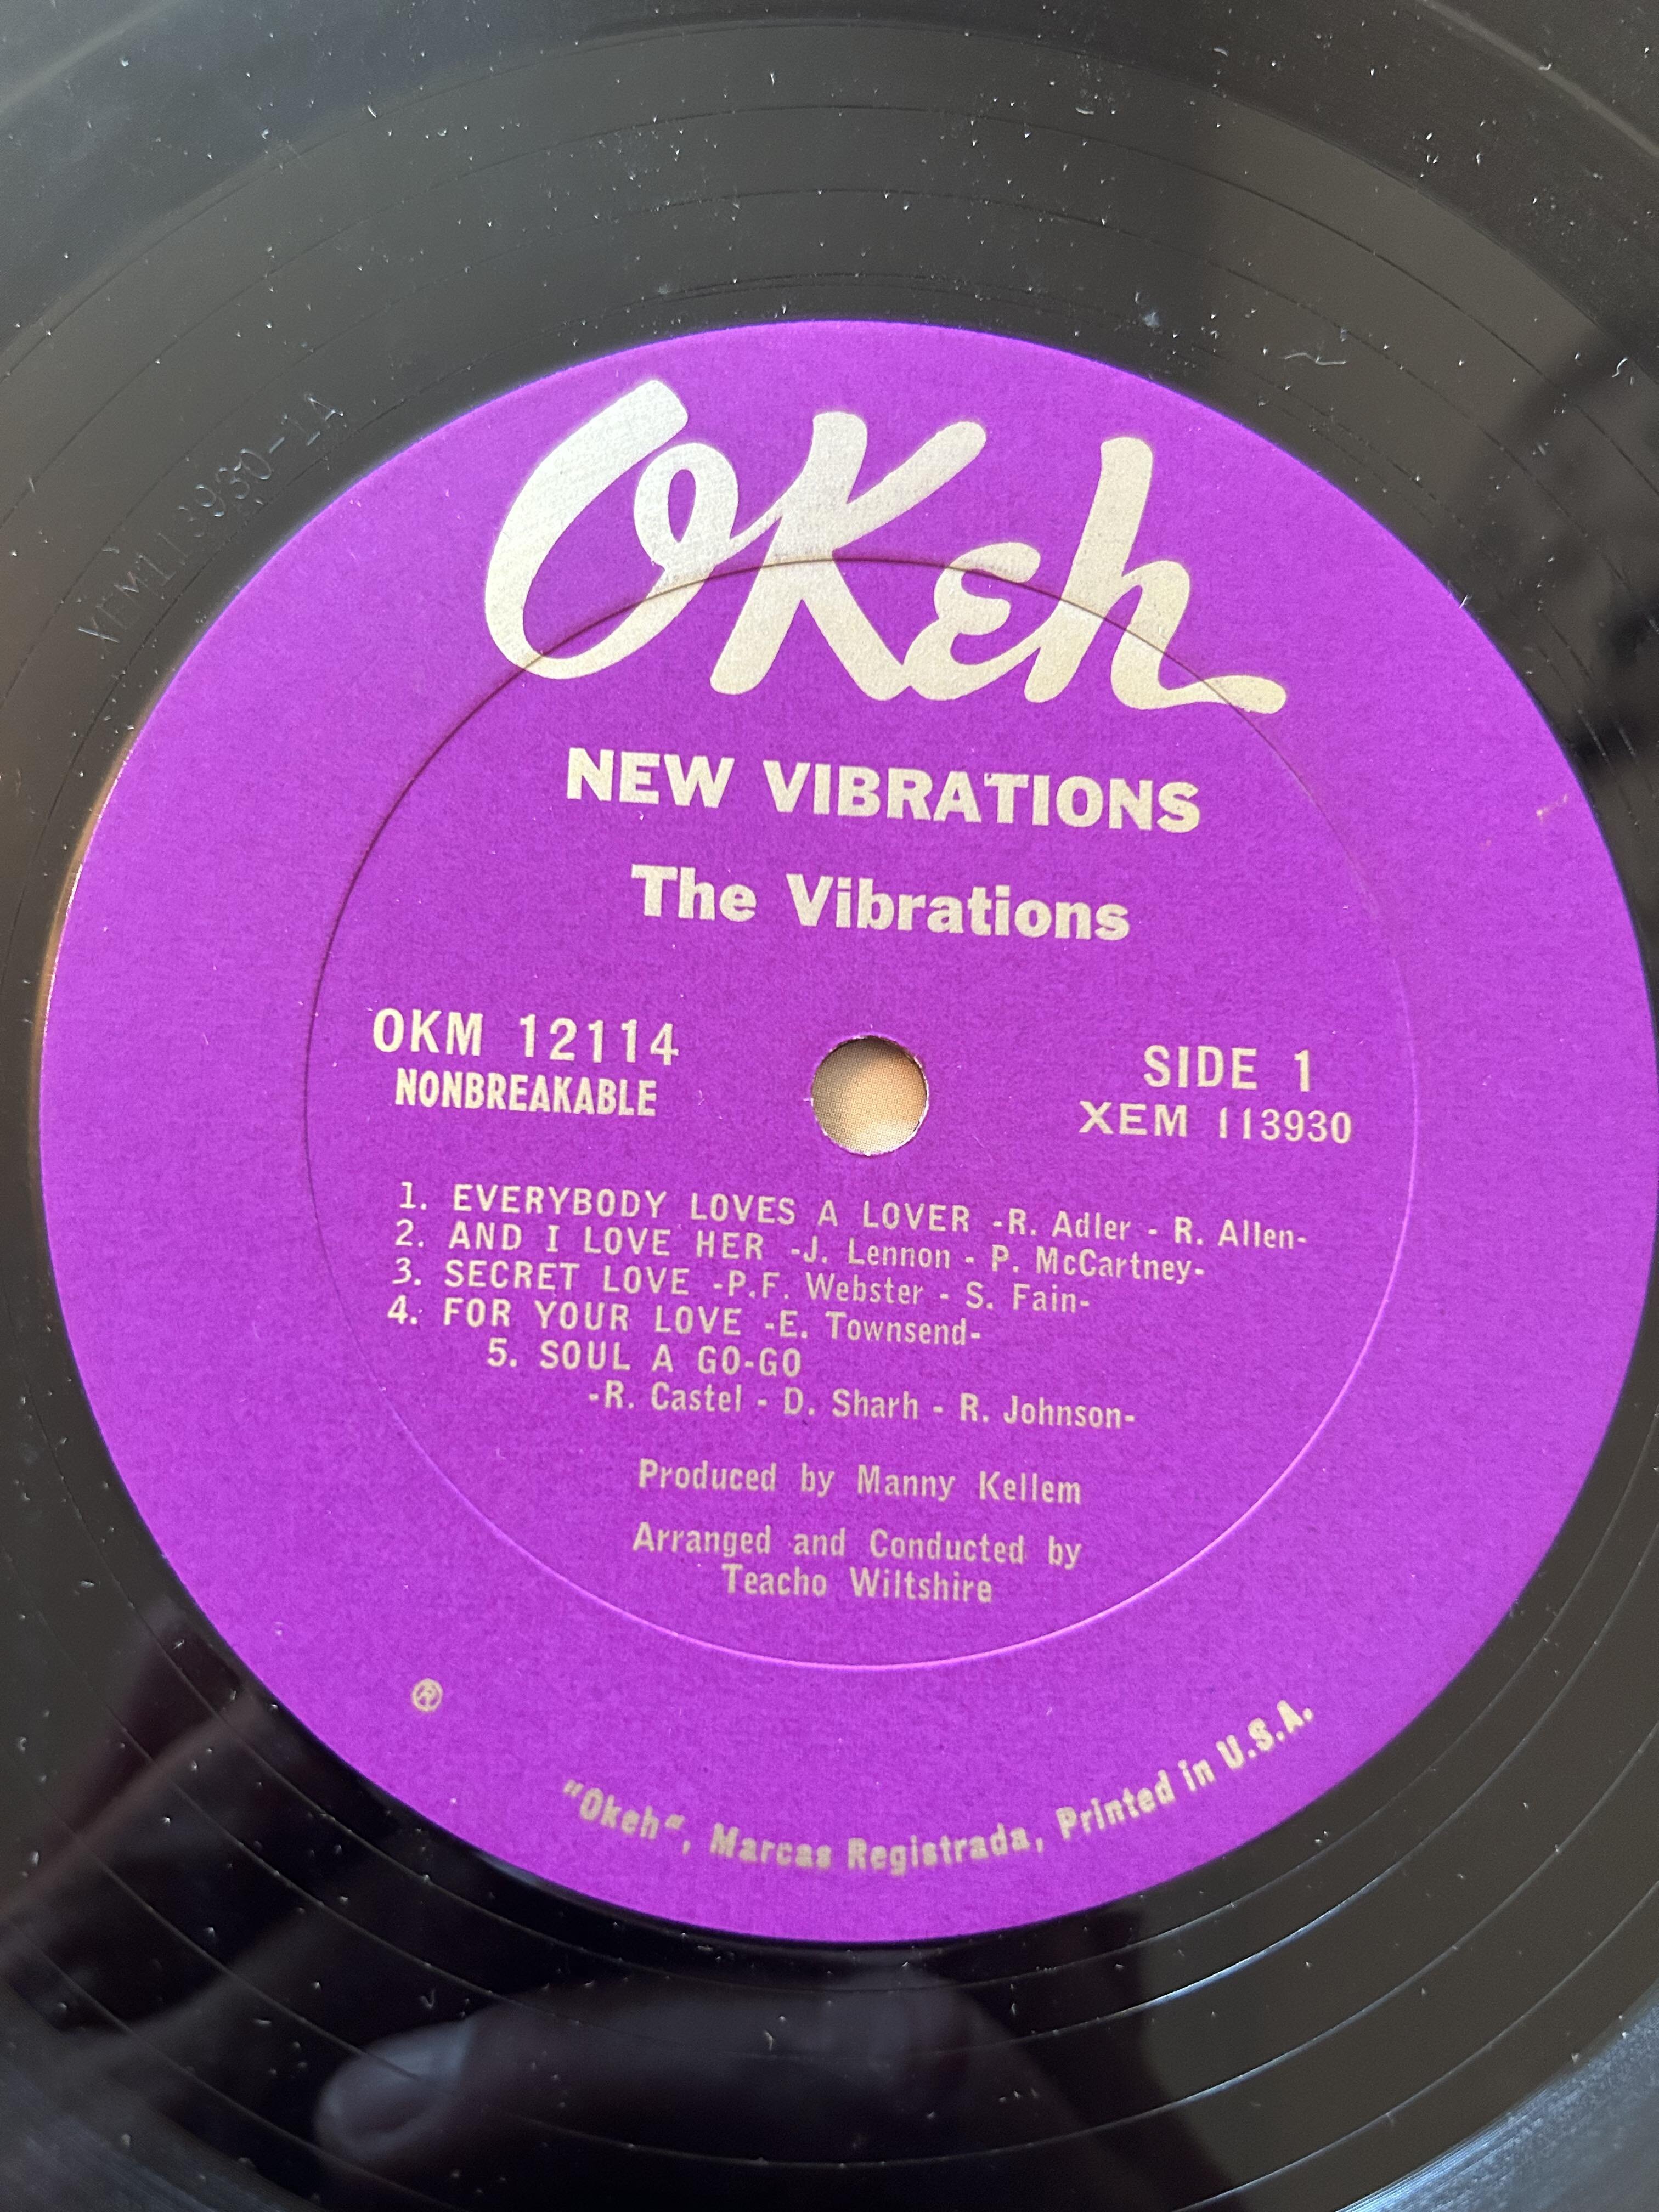 OKeh
NEW VIBRATIONS
The Vibrations
OKM 12114
NONBREAKABLE
SIDE 1
XEM 113930
1. EVERYBODY LOVES A LOVER -R. Adler - R. Allen-
2. AND I LOVE HER -J. Lennon - P. McCartney-
3. SECRET LOVE -P.F. Webster - S. Fain-
4. FOR YOUR LOVE -E. Townsend-
5. SOUL A GO-GO
-R. Castel - D. Sharh - R. Johnson-
Produced by Manny Kellem
Arranged and Conducted by
Teacho Wiltshire
®
"Okeh", Marcas Registrada, Printed in U.S.A.
XEM113930-1A